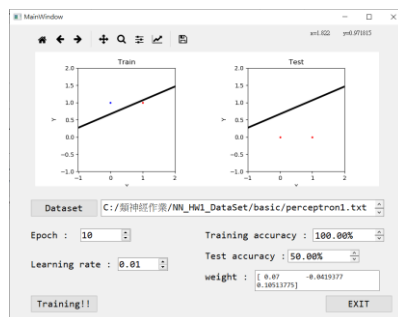 MainWindow
x=1.822 y=0.971815
Train
Test
2.0
1.5
1.0
0.5
0.0
-0.5
-1.0
Y
-1 0 1 2
2.0
1.5
1.0
0.5
0.0
-0.5
-1.0
Y
-1 0 1 2
Dataset
C:/類神經作業/NN_HW1_DataSet/basic/perceptron1.txt
Epoch : 10
Training accuracy : 100.00%
Learning rate : 0.01
Test accuracy : 50.00%
weight : [ 0.07 -0.0419377
0.10513775]
Training!!
EXIT